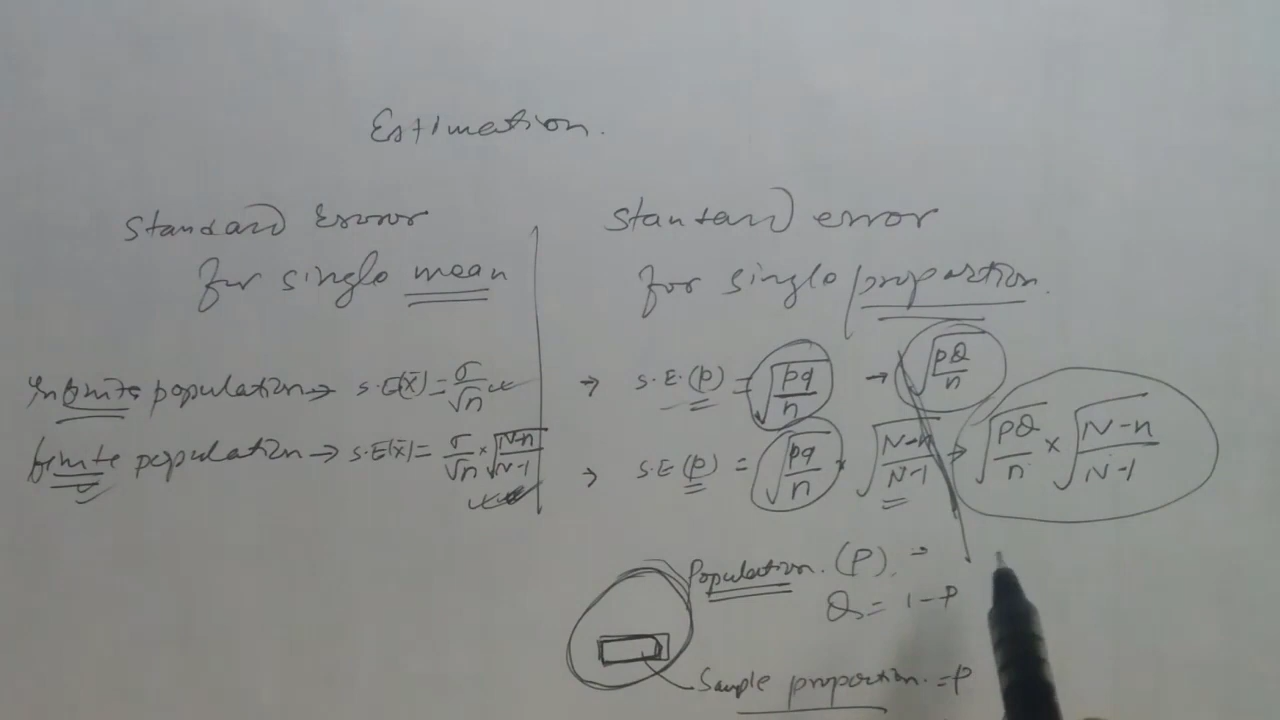 Estimation.
Standard Error
for single mean
Infinite population → S.E(x̄) = σ/√n
finite population → S.E(x̄) = σ/√n × √(N-n/N-1)
Standard error
for single proportion.
→ S.E.(p) = √(pq/n) → √(PQ/n)
→ S.E(p) = √(pq/n) · √(N-n/N-1) → √(PQ/n) × √(N-n/N-1)
Population. (P). =
Q = 1-P
Sample proportion. = p